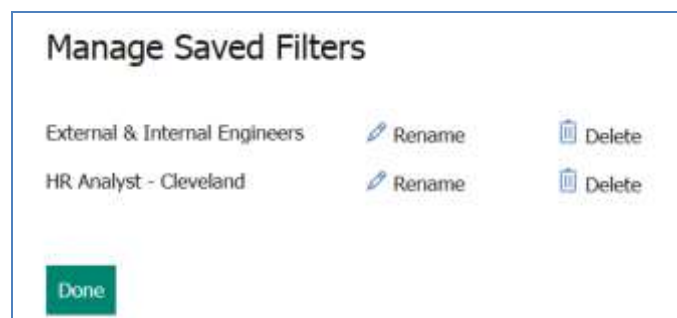 Manage Saved Filters
External & Internal Engineers Rename Delete
HR Analyst - Cleveland Rename Delete
Done